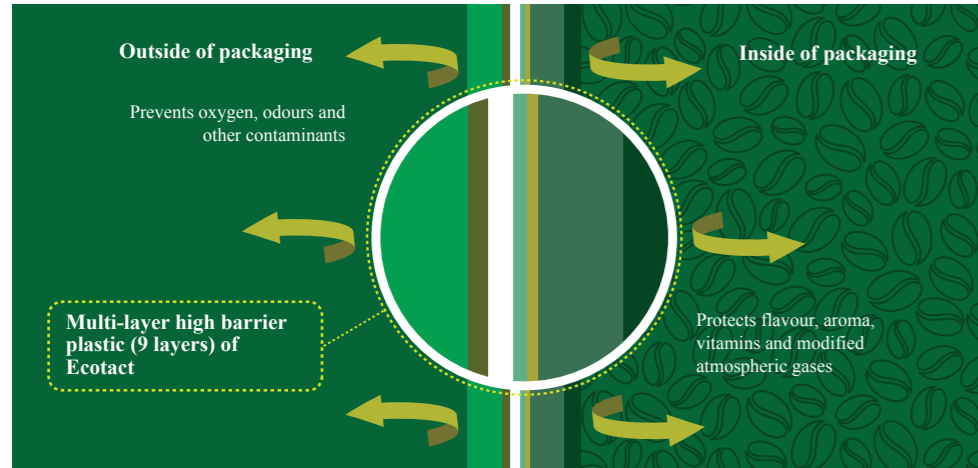 Outside of packaging
Prevents oxygen, odours and
other contaminants
Multi-layer high barrier
plastic (9 layers) of
Ecotact
Inside of packaging
Protects flavour, aroma,
vitamins and modified
atmospheric gases